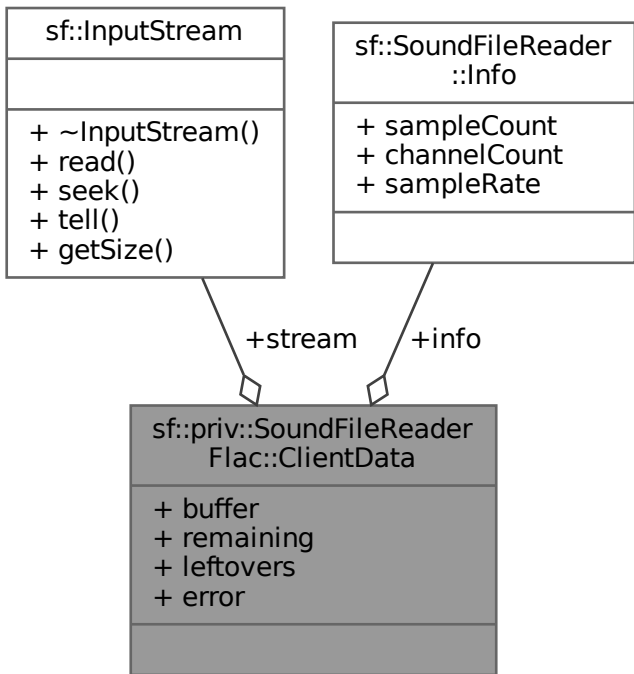 sf::InputStream
+ ~InputStream()
+ read()
+ seek()
+ tell()
+ getSize()
sf::SoundFileReader
::Info
+ sampleCount
+ channelCount
+ sampleRate
+stream
+info
sf::priv::SoundFileReader
Flac::ClientData
+ buffer
+ remaining
+ leftovers
+ error